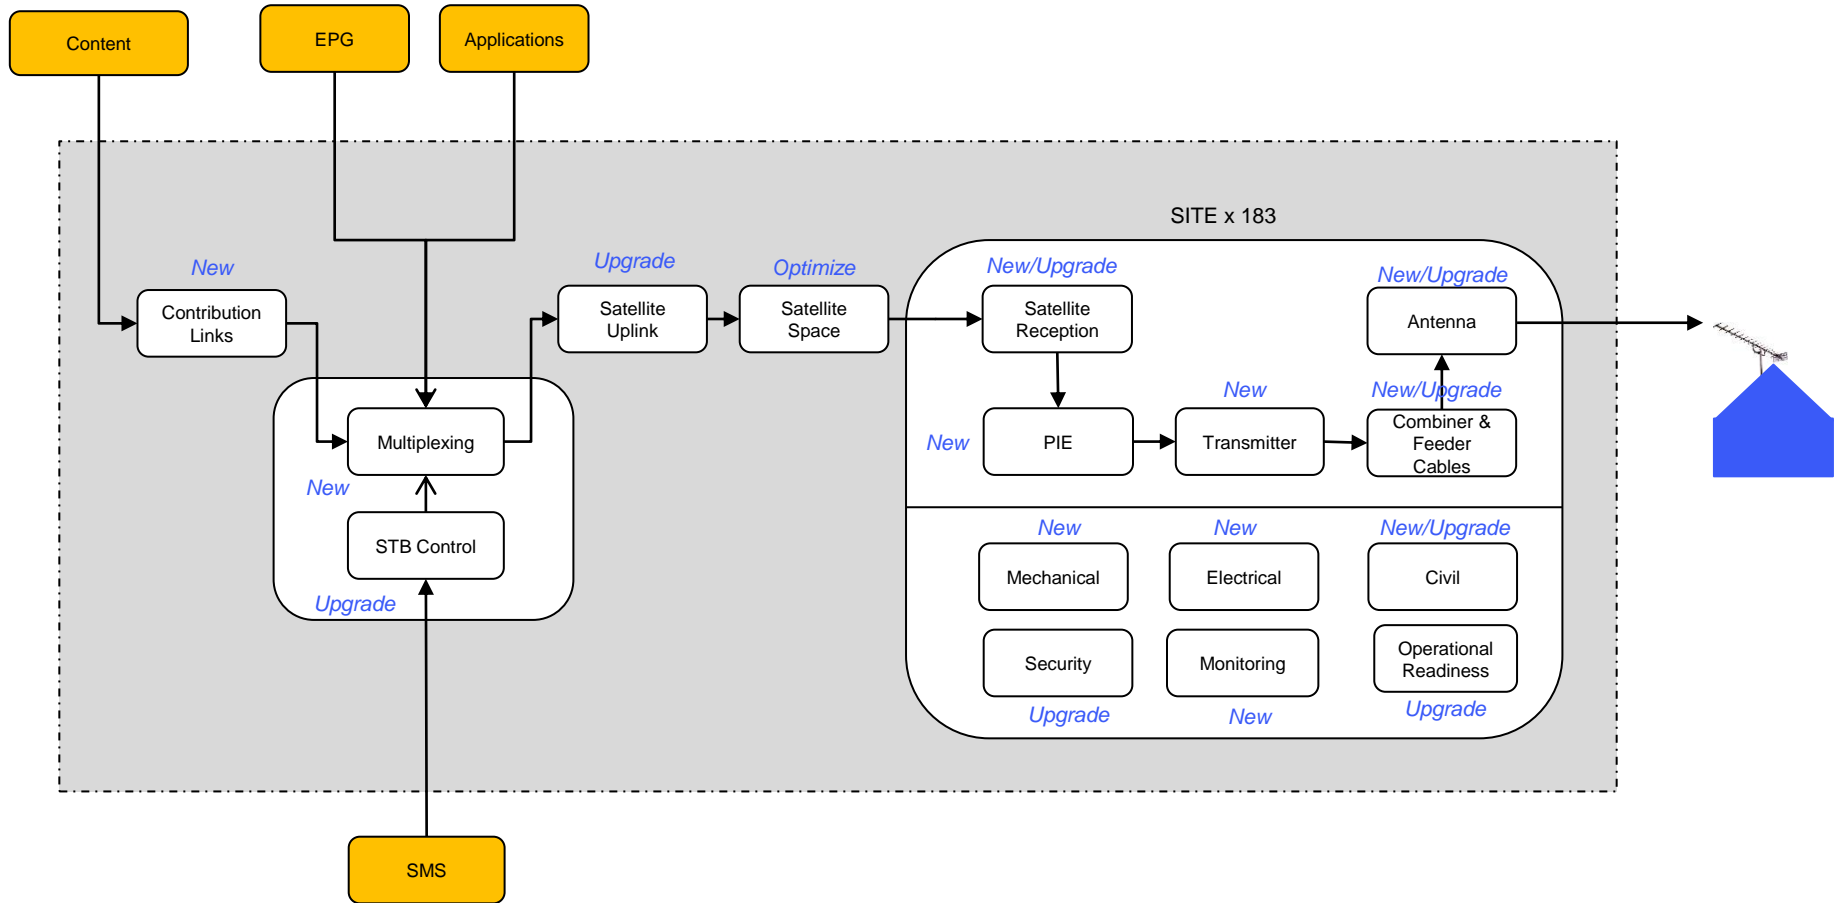 Content
EPG
Applications
SITE x 183
New
Upgrade
Optimize
New/Upgrade
New/Upgrade
Contribution
Links
Satellite
Uplink
Satellite
Space
Satellite
Reception
Antenna
New
New/Upgrade
Multiplexing
New
PIE
Transmitter
Combiner &
Feeder
Cables
New
STB Control
Upgrade
New
New
New/Upgrade
Mechanical
Electrical
Civil
Security
Monitoring
Operational
Readiness
Upgrade
New
Upgrade
SMS